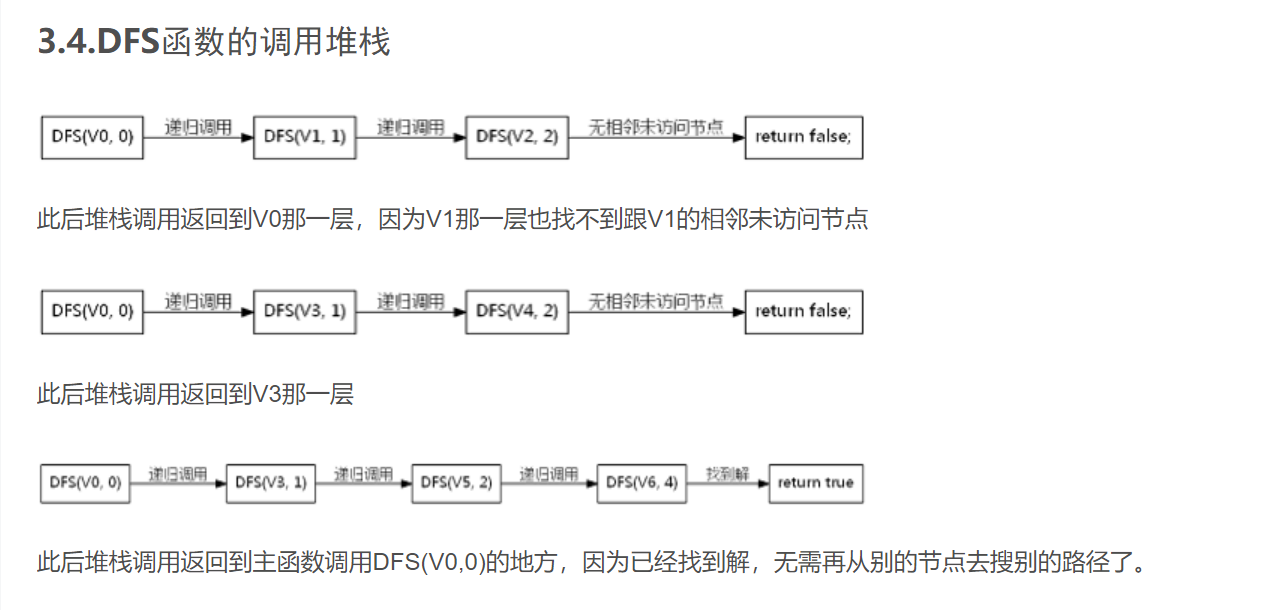 3.4.DFS函数的调用堆栈
DFS(V0, 0) 递归调用 DFS(V1, 1) 递归调用 DFS(V2, 2) 无相邻未访问节点 return false;
此后堆栈调用返回到V0那一层，因为V1那一层也找不到跟V1的相邻未访问节点
DFS(V0, 0) 递归调用 DFS(V3, 1) 递归调用 DFS(V4, 2) 无相邻未访问节点 return false;
此后堆栈调用返回到V3那一层
DFS(V0, 0) 递归调用 DFS(V3, 1) 递归调用 DFS(V5, 2) 递归调用 DFS(V6, 4) 找到解 return true
此后堆栈调用返回到主函数调用DFS(V0,0)的地方，因为已经找到解，无需再从别的节点去搜别的路径了。